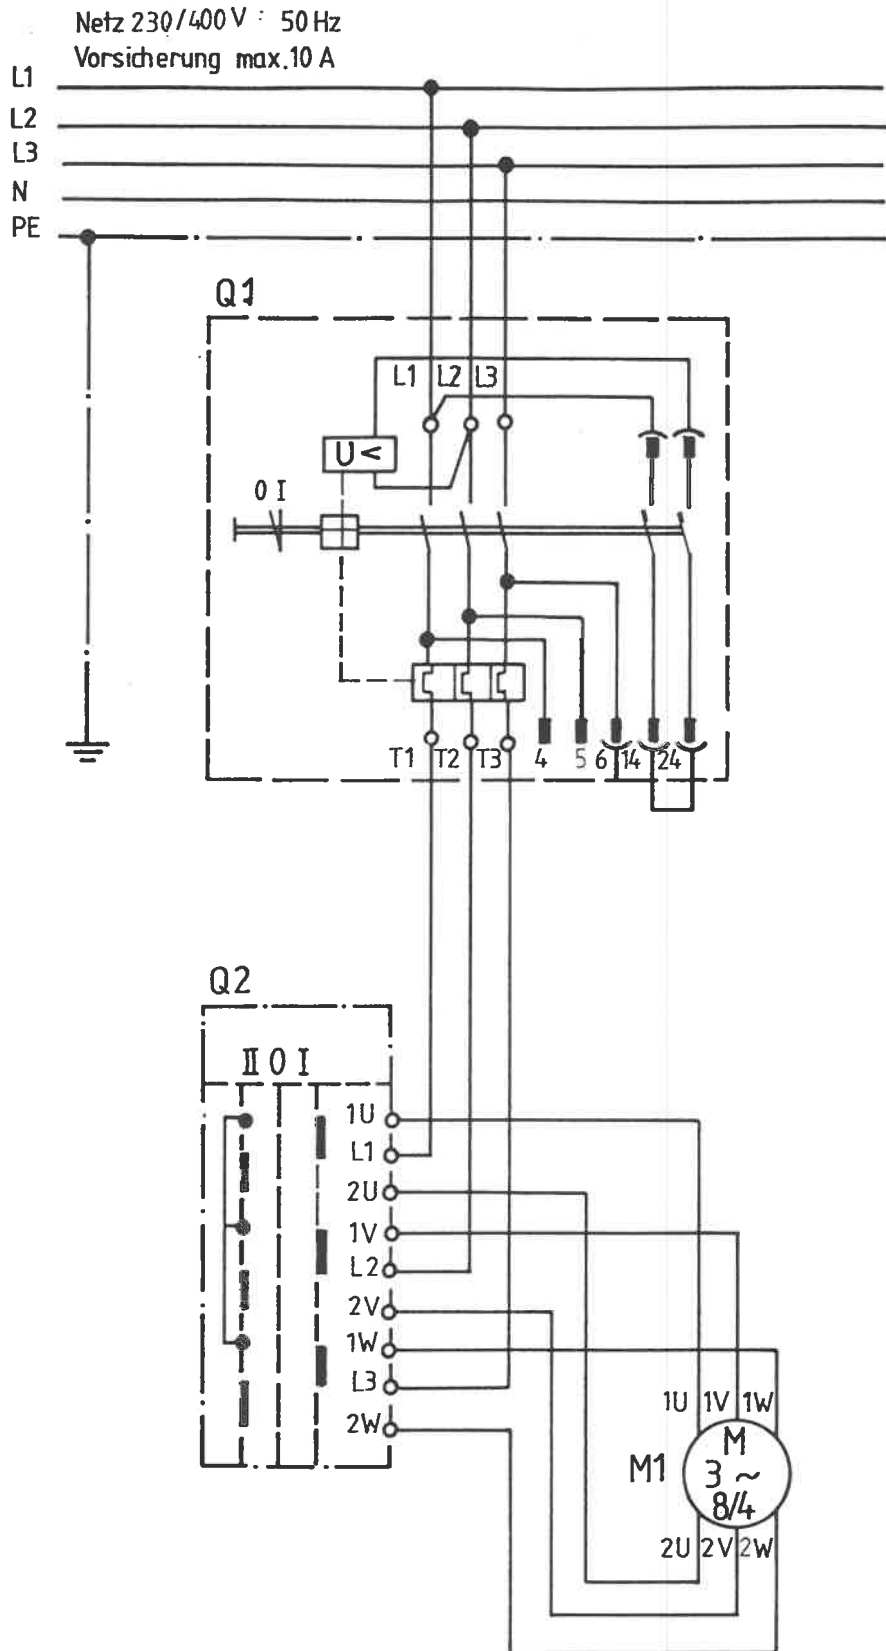 Netz 230/400 V : 50 Hz
Vorsicherung max. 10 A
L1
L2
L3
N
PE
Q1
L1 L2 L3
U <
0 I
T1 T2 T3 4 5 6 14 24
Q2
II 0 I
1U
L1
2U
1V
L2
2V
1W
L3
2W
1U 1V 1W
M1
M
3 ~
8/4
2U 2V 2W